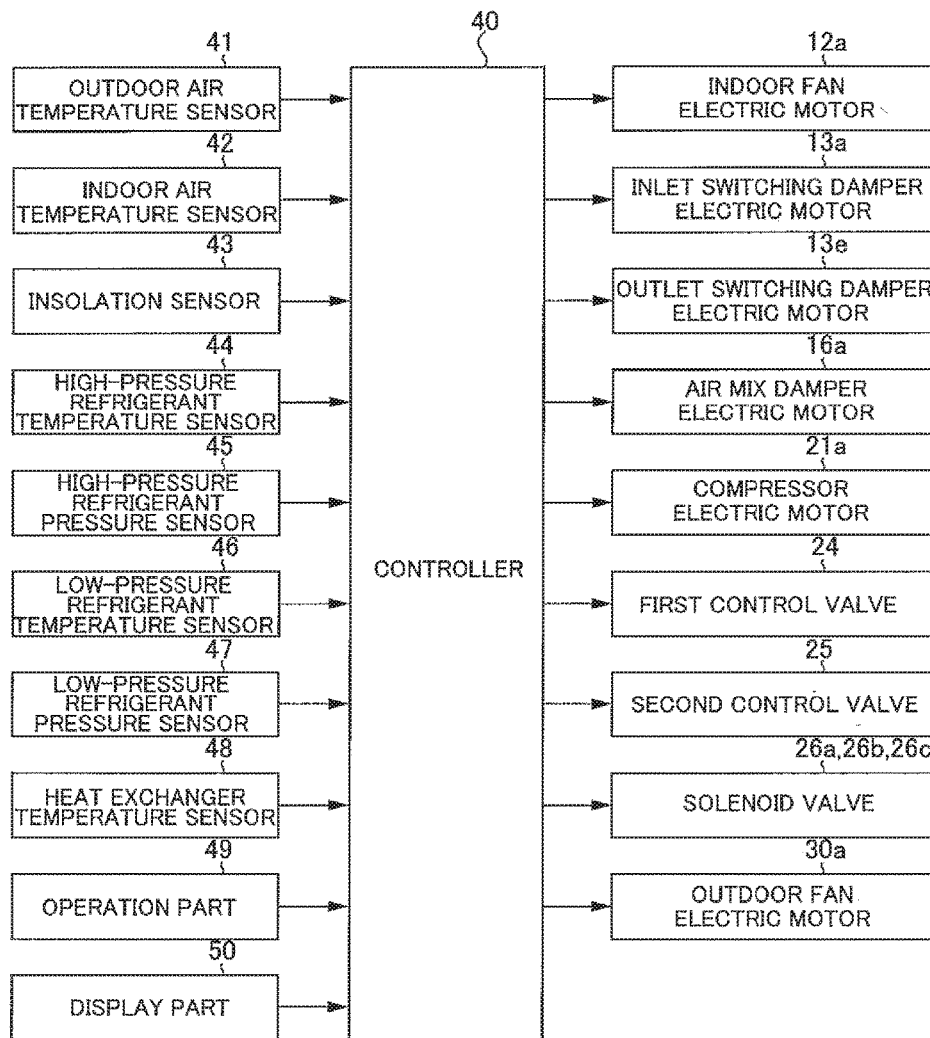 40
41
OUTDOOR AIR
TEMPERATURE SENSOR
42
INDOOR AIR
TEMPERATURE SENSOR
43
INSOLATION SENSOR
44
HIGH-PRESSURE
REFRIGERANT
TEMPERATURE SENSOR
45
HIGH-PRESSURE
REFRIGERANT
PRESSURE SENSOR
46
LOW-PRESSURE
REFRIGERANT
TEMPERATURE SENSOR
47
LOW-PRESSURE
REFRIGERANT
PRESSURE SENSOR
48
HEAT EXCHANGER
TEMPERATURE SENSOR
49
OPERATION PART
50
DISPLAY PART
CONTROLLER
12a
INDOOR FAN
ELECTRIC MOTOR
13a
INLET SWITCHING DAMPER
ELECTRIC MOTOR
13e
OUTLET SWITCHING DAMPER
ELECTRIC MOTOR
16a
AIR MIX DAMPER
ELECTRIC MOTOR
21a
COMPRESSOR
ELECTRIC MOTOR
24
FIRST CONTROL VALVE
25
SECOND CONTROL VALVE
26a,26b,26c
SOLENOID VALVE
30a
OUTDOOR FAN
ELECTRIC MOTOR